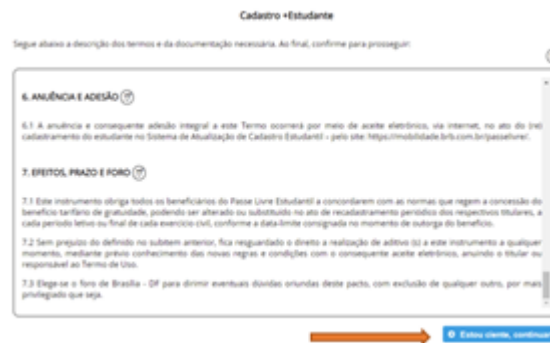 Cadastro +Estudante
Segue abaixo a descrição dos termos e da documentação necessária. Ao final, confirme para prosseguir:
6. ANUÊNCIA E ADESÃO
6.1 A anuência e consequente adesão integral a este Termo ocorrerá por meio de aceite eletrônico, via internet, no ato do (re)
cadastramento do estudante no Sistema de Atualização de Cadastro Estudantil – pelo site: https://mobilidade.brb.com.br/passelivre/.
7. EFEITOS, PRAZO E FORO
7.1 Este instrumento obriga todos os beneficiários do Passe Livre Estudantil a concordarem com as normas que regem a concessão do
benefício tarifário de gratuidade, podendo ser alterado ou substituído no ato de recadastramento periódico dos respectivos titulares, a
cada período letivo ou final de cada exercício civil, conforme a data-limite consignada no momento de outorga do benefício.
7.2 Sem prejuízo do definido no subitem anterior, fica resguardado o direito a realização de aditivo (s) a este instrumento a qualquer
momento, mediante prévio conhecimento das novas regras e condições com o consequente aceite eletrônico, anuindo o titular ou
responsável ao Termo de Uso.
7.3 Elege-se o foro de Brasília – DF para dirimir eventuais dúvidas oriundas deste pacto, com exclusão de qualquer outro, por mais
privilegiado que seja.
Estou ciente, continuar